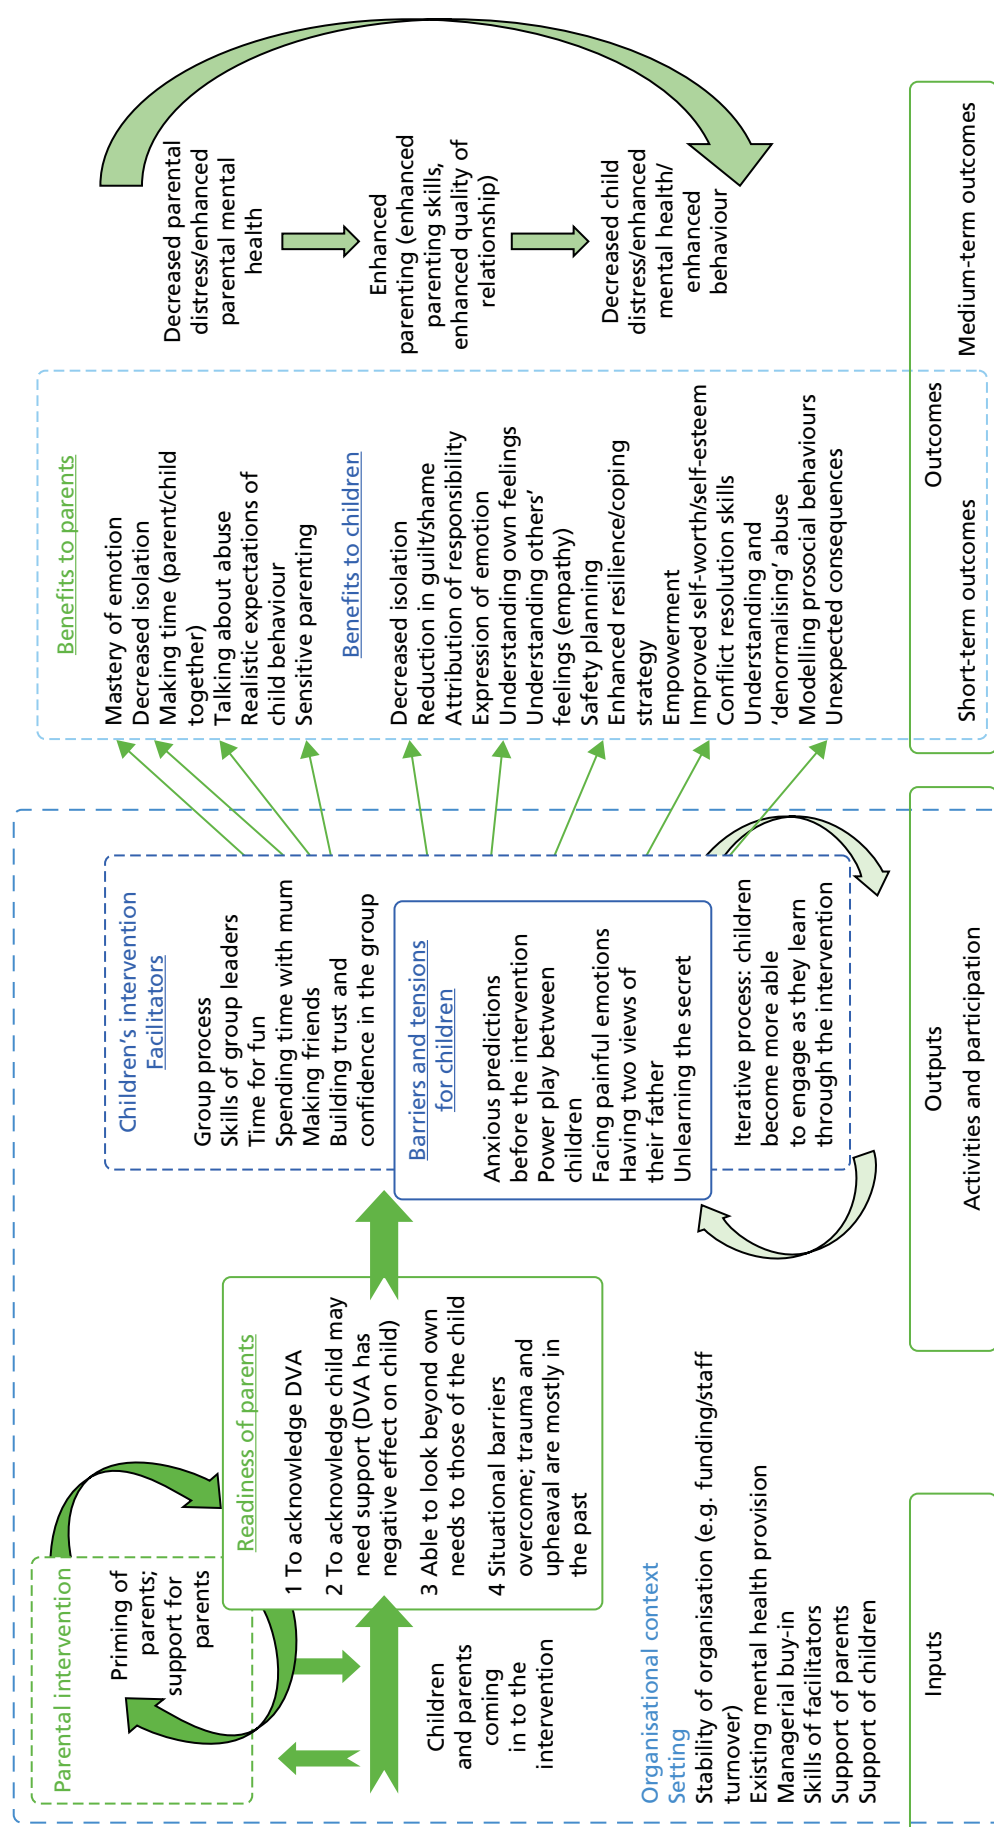 Parental intervention
Priming of
parents;
support for
parents
Children
and parents
coming
in to the
intervention
Readiness of parents
1 To acknowledge DVA
2 To acknowledge child may
need support (DVA has
negative effect on child)
3 Able to look beyond own
needs to those of the child
4 Situational barriers
overcome; trauma and
upheaval are mostly in
the past
Organisational context
Setting
Stability of organisation (e.g. funding/staff
turnover)
Existing mental health provision
Managerial buy-in
Skills of facilitators
Support of parents
Support of children
Children's intervention
Facilitators
Group process
Skills of group leaders
Time for fun
Spending time with mum
Making friends
Building trust and
confidence in the group
Barriers and tensions
for children
Anxious predictions
before the intervention
Power play between
children
Facing painful emotions
Having two views of
their father
Unlearning the secret
Iterative process: children
become more able
to engage as they learn
through the intervention
Benefits to parents
Mastery of emotion
Decreased isolation
Making time (parent/child
together)
Talking about abuse
Realistic expectations of
child behaviour
Sensitive parenting
Benefits to children
Decreased isolation
Reduction in guilt/shame
Attribution of responsibility
Expression of emotion
Understanding own feelings
Understanding others'
feelings (empathy)
Safety planning
Enhanced resilience/coping
strategy
Empowerment
Improved self-worth/self-esteem
Conflict resolution skills
Understanding and
‘denormalising’ abuse
Modelling prosocial behaviours
Unexpected consequences
Decreased parental
distress/enhanced
parental mental
health
Enhanced
parenting (enhanced
parenting skills,
enhanced quality of
relationship)
Decreased child
distress/enhanced
mental health/
enhanced
behaviour
Inputs
Outputs
Activities and participation
Outcomes
Short-term outcomes
Medium-term outcomes